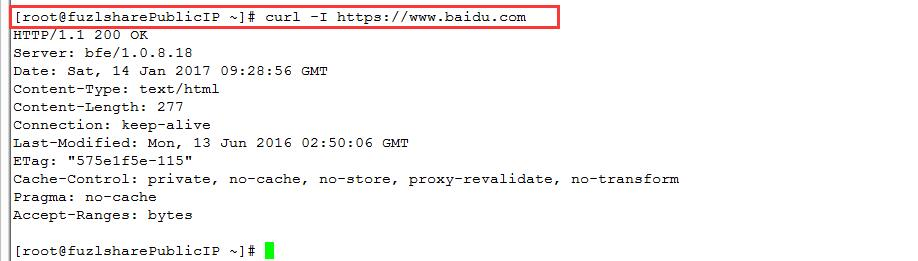 [root@fuzlsharePublicIP ~]# curl -I https://www.baidu.com
HTTP/1.1 200 OK
Server: bfe/1.0.8.18
Date: Sat, 14 Jan 2017 09:28:56 GMT
Content-Type: text/html
Content-Length: 277
Connection: keep-alive
Last-Modified: Mon, 13 Jun 2016 02:50:06 GMT
ETag: "575e1f5e-115"
Cache-Control: private, no-cache, no-store, proxy-revalidate, no-transform
Pragma: no-cache
Accept-Ranges: bytes
[root@fuzlsharePublicIP ~]#